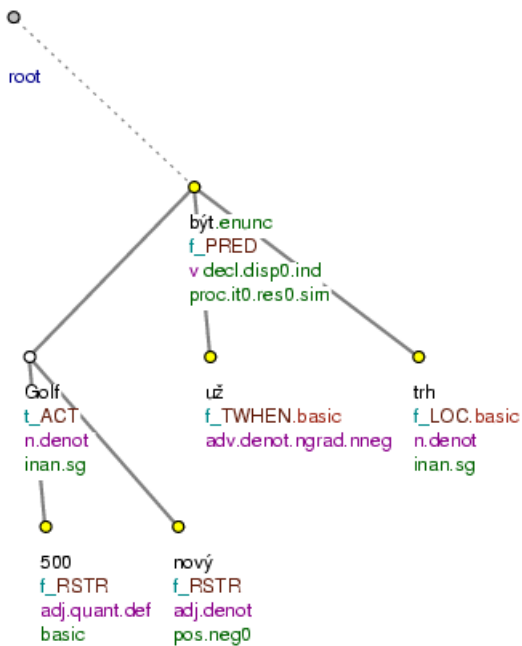 root
být.enunc
f_PRED
v decl.disp0.ind
proc.it0.res0.sim
Golf
t_ACT
n.denot
inan.sg
už
f_TWHEN.basic
adv.denot.ngrad.nneg
trh
f_LOC.basic
n.denot
inan.sg
500
f_RSTR
adj.quant.def
basic
nový
f_RSTR
adj.denot
pos.neg0